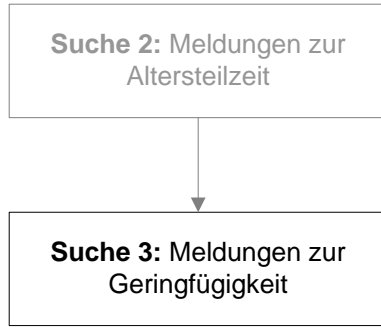 Suche 2: Meldungen zur
Altersteilzeit
Suche 3: Meldungen zur
Geringfügigkeit